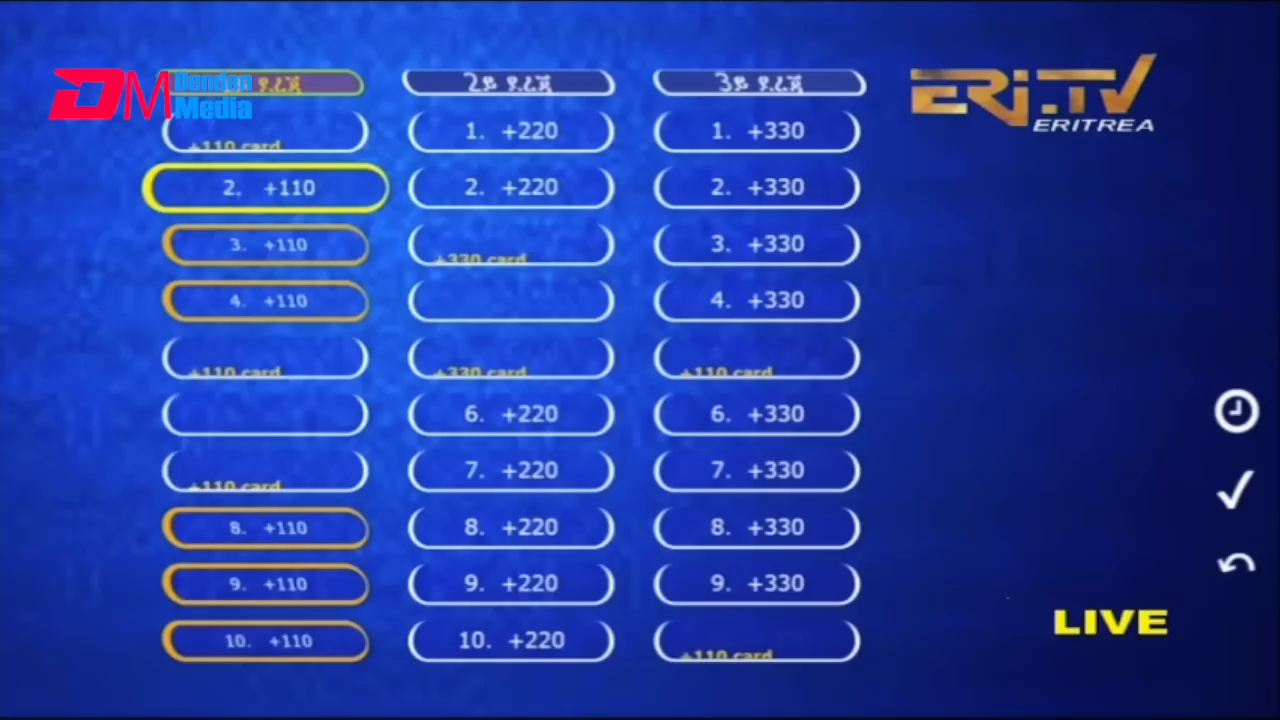 DM Denden Media
ደረጃ
2ይ ደረጃ
3ይ ደረጃ
ERi.TV
ERITREA
+110 card
1. +220
1. +330
2. +110
2. +220
2. +330
3. +110
+330 card
3. +330
4. +110
4. +330
+110 card
+330 card
+110 card
6. +220
6. +330
+110 card
7. +220
7. +330
8. +110
8. +220
8. +330
9. +110
9. +220
9. +330
LIVE
10. +110
10. +220
+110 card